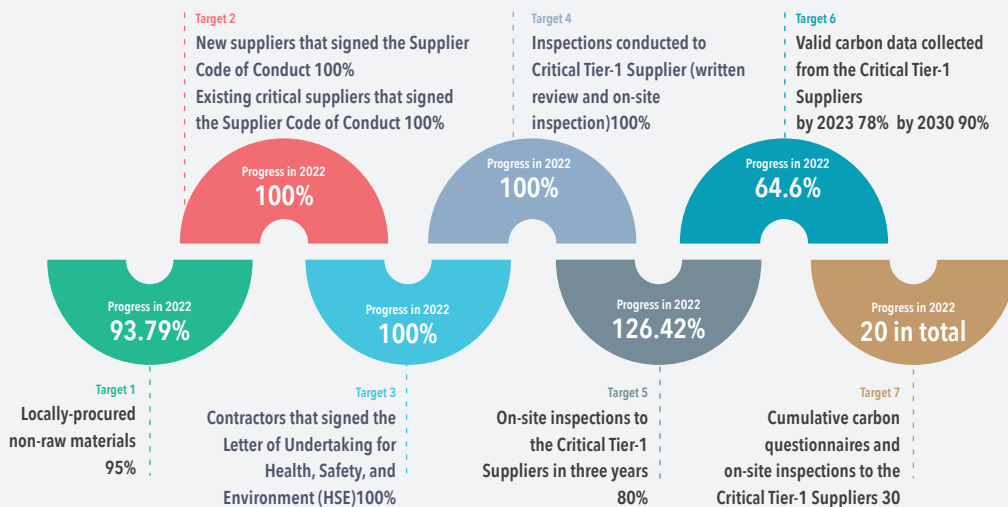 Target 2
New suppliers that signed the Supplier
Code of Conduct 100%
Existing critical suppliers that signed
the Supplier Code of Conduct 100%
Target 4
Inspections conducted to
Critical Tier-1 Supplier (written
review and on-site
inspection)100%
Target 6
Valid carbon data collected
from the Critical Tier-1
Suppliers
by 2023 78%  by 2030 90%
Progress in 2022
100%
Progress in 2022
100%
Progress in 2022
64.6%
Progress in 2022
93.79%
Progress in 2022
100%
Progress in 2022
126.42%
Progress in 2022
20 in total
Target 1
Locally-procured
non-raw materials
95%
Target 3
Contractors that signed the
Letter of Undertaking for
Health, Safety, and
Environment (HSE)100%
Target 5
On-site inspections to
the Critical Tier-1
Suppliers in three years
80%
Target 7
Cumulative carbon
questionnaires and
on-site inspections to the
Critical Tier-1 Suppliers 30